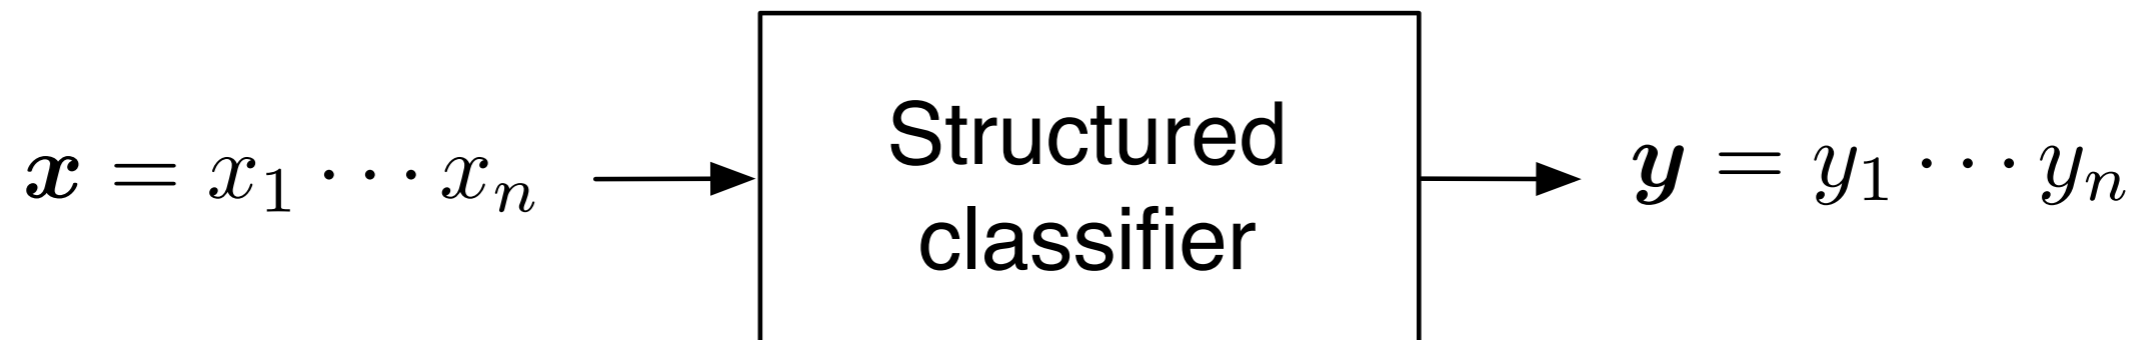 𝒙 = x₁ ⋯ xₙ
Structured
classifier
𝒚 = y₁ ⋯ yₙ